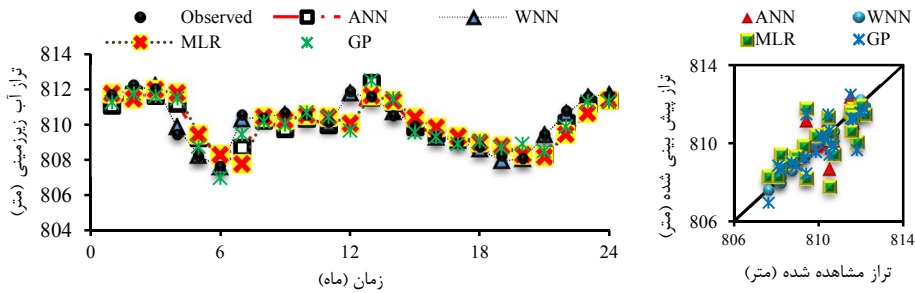 Observed ANN WNN
MLR GP
تراز آب زیرزمینی (متر)
814
812
810
808
806
804
0 6 12 18 24
زمان (ماه)
ANN WNN
MLR GP
تراز پیش بینی شده (متر)
814
810
806
806 810 814
تراز مشاهده شده (متر)